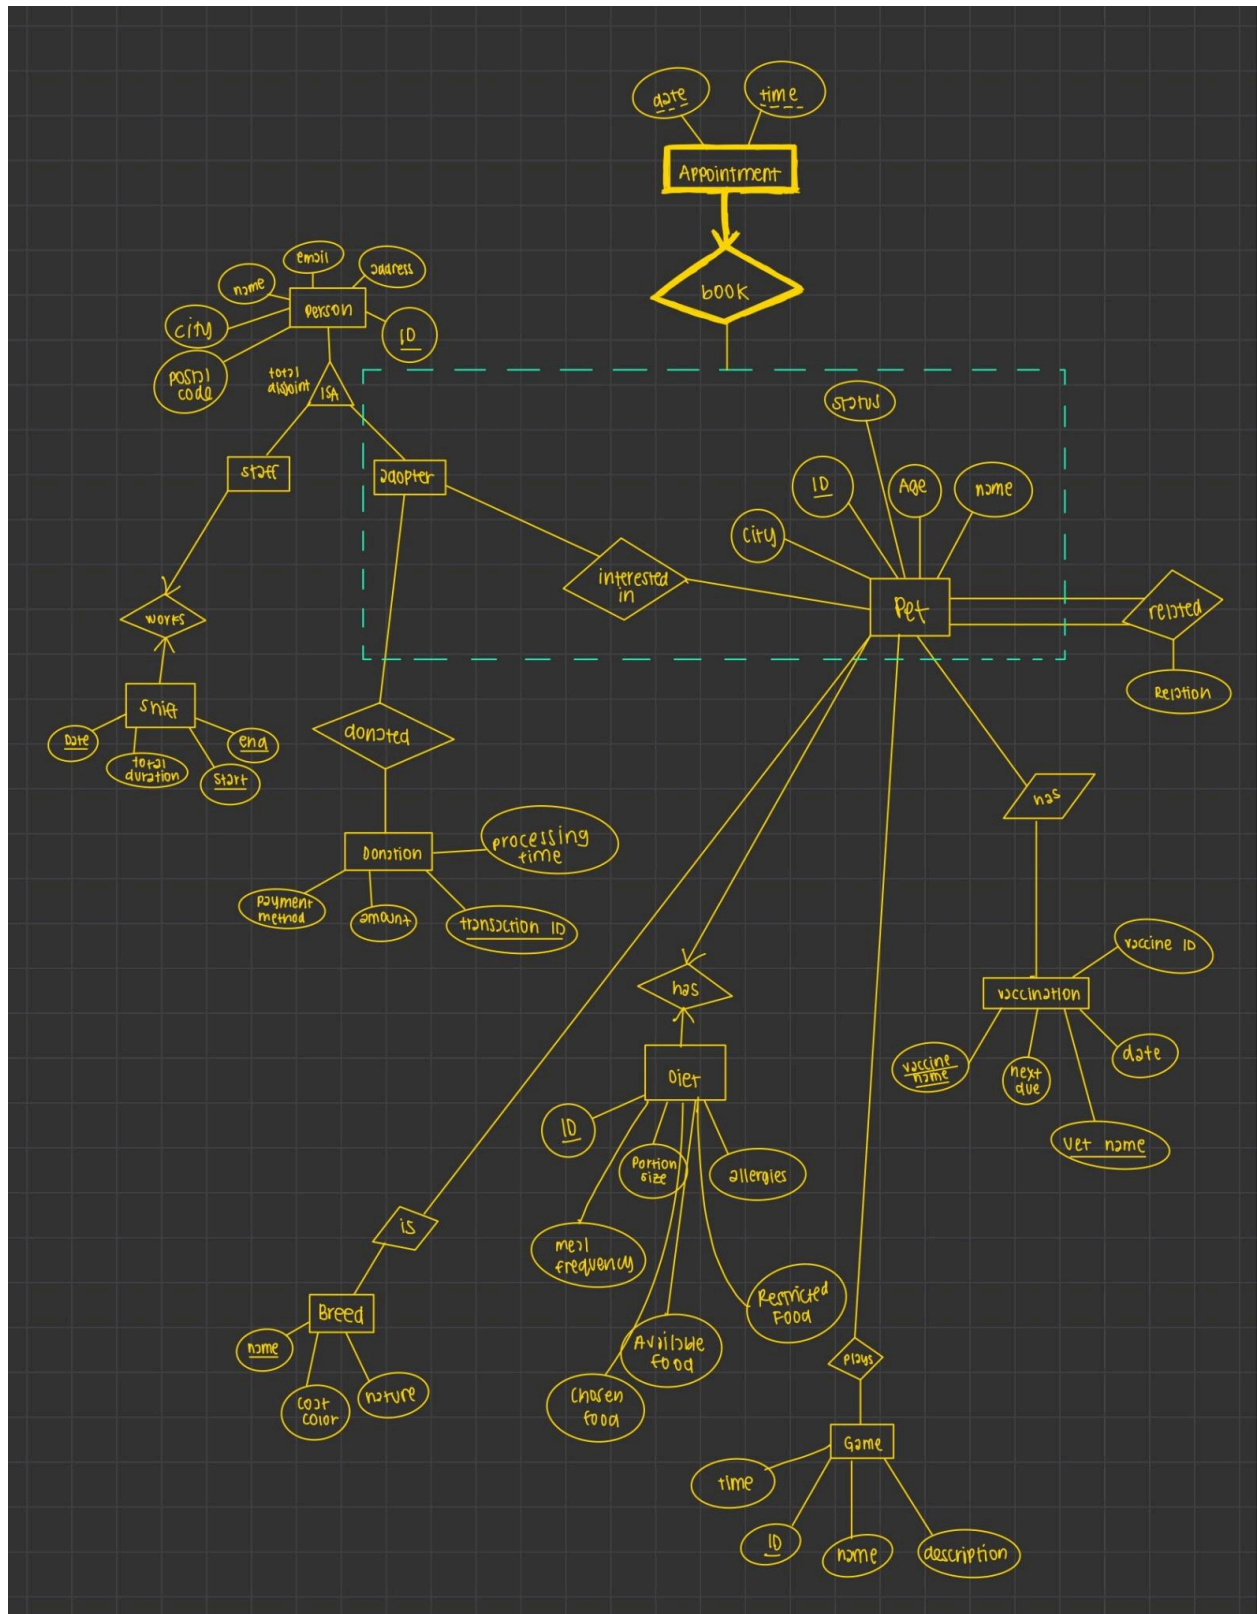 date
time
Appointment
book
email
name
address
person
city
ID
postal
code
total
disjoint
ISA
status
staff
adopter
ID
Age
name
city
interested
in
Pet
related
works
Relation
Shift
donated
Date
end
total
duration
start
has
processing
time
Donation
payment
method
amount
transaction ID
vaccine ID
has
vaccination
date
vaccine
name
next
due
Diet
ID
vet name
Portion
size
allergies
is
meal
frequency
Restricted
Food
Breed
name
Available
food
plays
coat
color
nature
Chosen
food
Game
time
ID
name
description